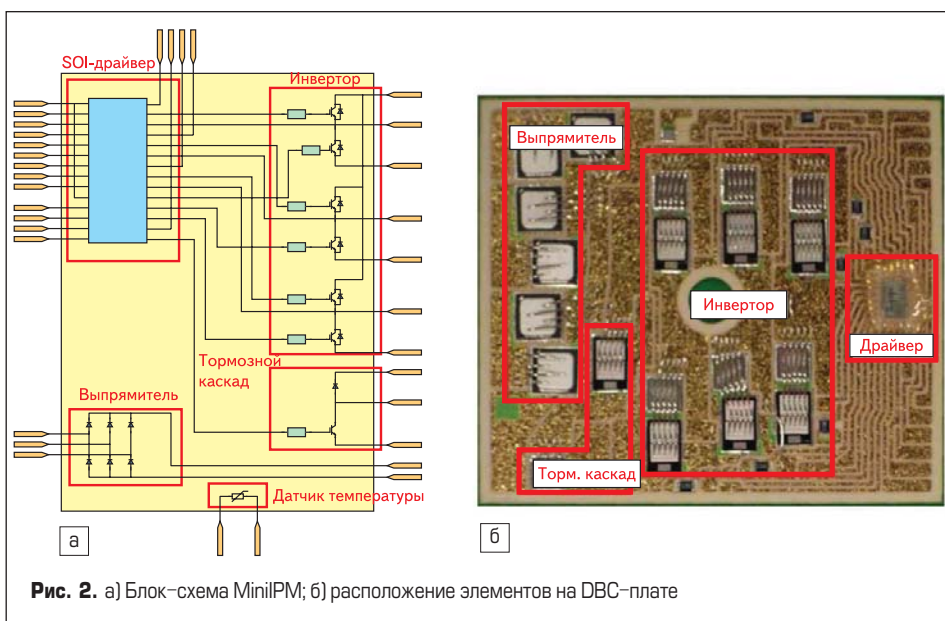 SOI-драйвер
Инвертор
Тормозной
каскад
Выпрямитель
Датчик температуры
а
Выпрямитель
Инвертор
Драйвер
Торм. каскад
б
Рис. 2. а) Блок-схема MiniIPM; б) расположение элементов на DBC-плате